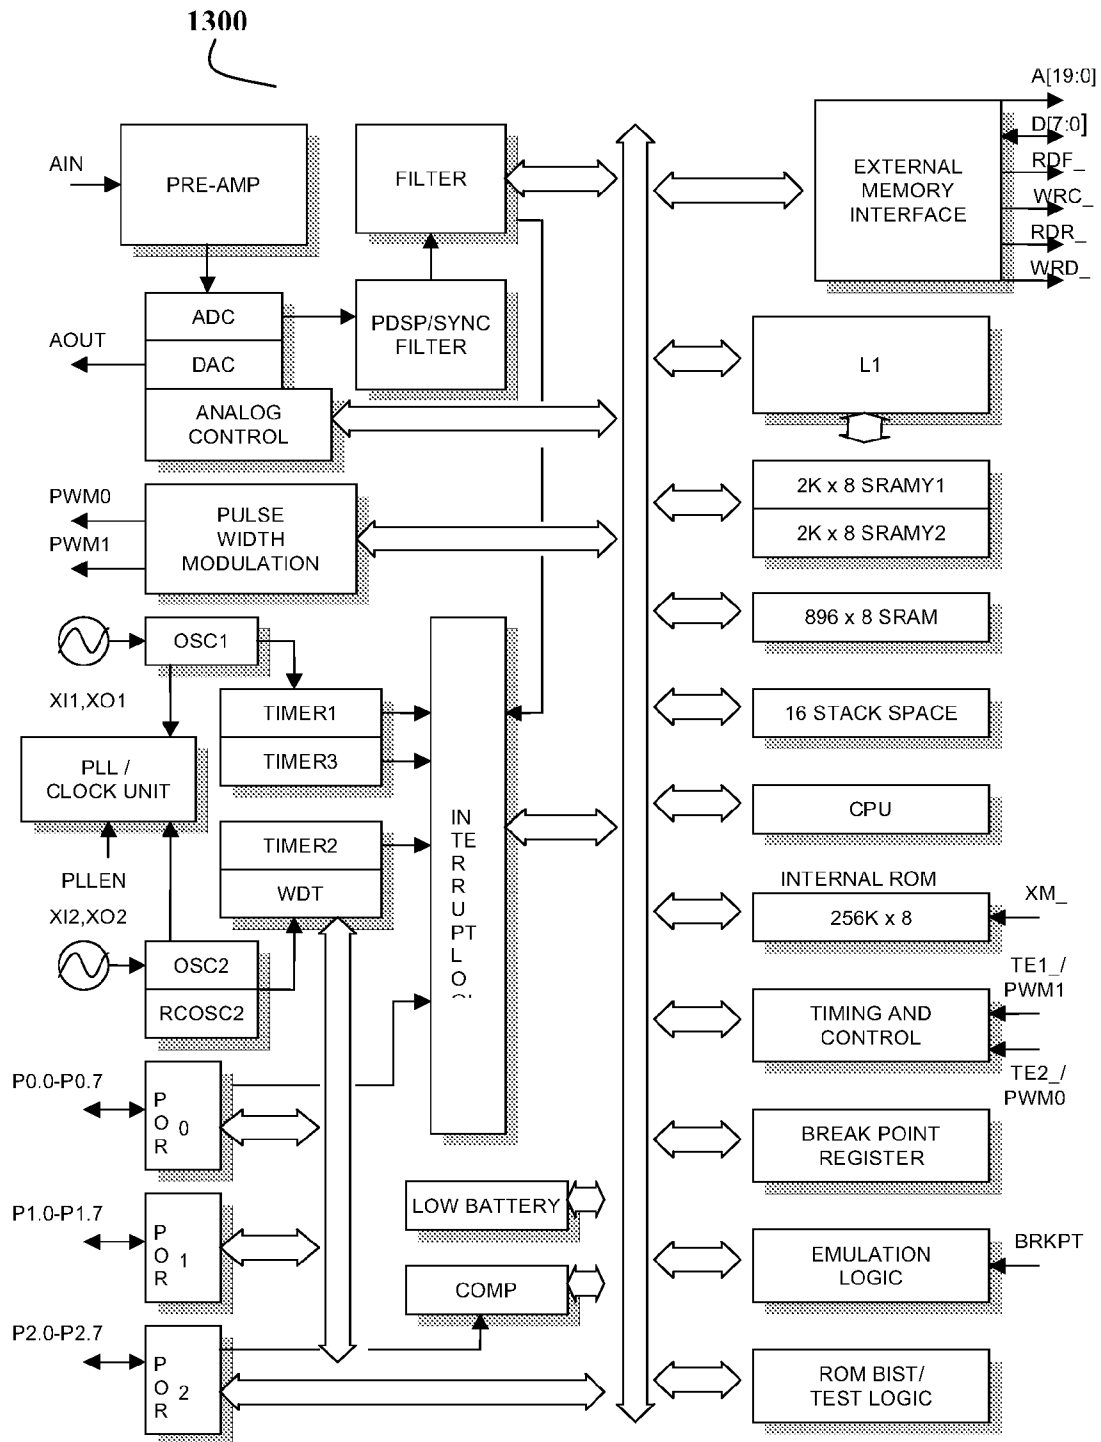 1300
A[19:0]
D[7:0]
RDF_
WRC_
RDR_
WRD_
EXTERNAL
MEMORY
INTERFACE
AIN
PRE-AMP
FILTER
ADC
DAC
AOUT
PDSP/SYNC
FILTER
ANALOG
CONTROL
L1
PWM0
PWM1
PULSE
WIDTH
MODULATION
2K x 8 SRAMY1
2K x 8 SRAMY2
896 x 8 SRAM
OSC1
XI1,XO1
TIMER1
TIMER3
16 STACK SPACE
PLL /
CLOCK UNIT
PLLEN
TIMER2
WDT
IN
TE
R
R
U
PT
L
O
CPU
INTERNAL ROM
256K x 8
XM_
XI2,XO2
OSC2
RCOSC2
TE1_/
PWM1
TIMING AND
CONTROL
TE2_/
PWM0
P0.0-P0.7
P
O 0
R
BREAK POINT
REGISTER
LOW BATTERY
P1.0-P1.7
P
O 1
R
EMULATION
LOGIC
BRKPT
COMP
P2.0-P2.7
P
O 2
R
ROM BIST/
TEST LOGIC